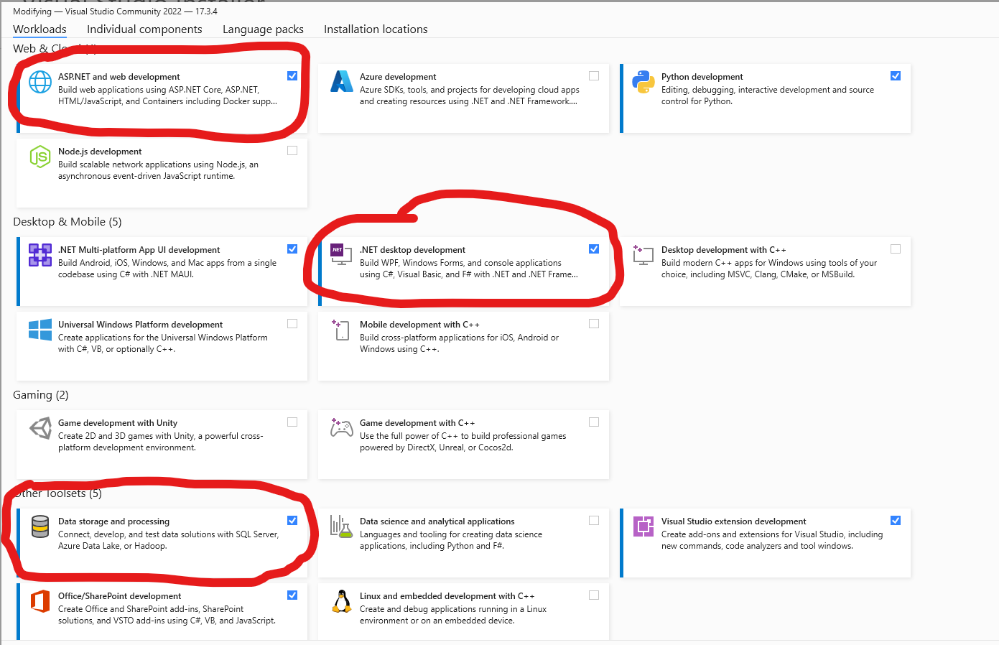 Modifying — Visual Studio Community 2022 — 17.3.4
Workloads Individual components Language packs Installation locations
Web & Cloud (4)
ASP.NET and web development
Build web applications using ASP.NET Core, ASP.NET,
HTML/JavaScript, and Containers including Docker supp...
Azure development
Azure SDKs, tools, and projects for developing cloud apps
and creating resources using .NET and .NET Framework....
Python development
Editing, debugging, interactive development and source
control for Python.
JS
Node.js development
Build scalable network applications using Node.js, an
asynchronous event-driven JavaScript runtime.
Desktop & Mobile (5)
.NET Multi-platform App UI development
Build Android, iOS, Windows, and Mac apps from a single
codebase using C# with .NET MAUI.
.NET
.NET desktop development
Build WPF, Windows Forms, and console applications
using C#, Visual Basic, and F# with .NET and .NET Frame...
Desktop development with C++
Build modern C++ apps for Windows using tools of your
choice, including MSVC, Clang, CMake, or MSBuild.
Universal Windows Platform development
Create applications for the Universal Windows Platform
with C#, VB, or optionally C++.
Mobile development with C++
Build cross-platform applications for iOS, Android or
Windows using C++.
Gaming (2)
Game development with Unity
Create 2D and 3D games with Unity, a powerful cross-
platform development environment.
Game development with C++
Use the full power of C++ to build professional games
powered by DirectX, Unreal, or Cocos2d.
Other Toolsets (5)
Data storage and processing
Connect, develop, and test data solutions with SQL Server,
Azure Data Lake, or Hadoop.
Data science and analytical applications
Languages and tooling for creating data science
applications, including Python and F#.
Visual Studio extension development
Create add-ons and extensions for Visual Studio, including
new commands, code analyzers and tool windows.
Office/SharePoint development
Create Office and SharePoint add-ins, SharePoint
solutions, and VSTO add-ins using C#, VB, and JavaScript.
Linux and embedded development with C++
Create and debug applications running in a Linux
environment or on an embedded device.